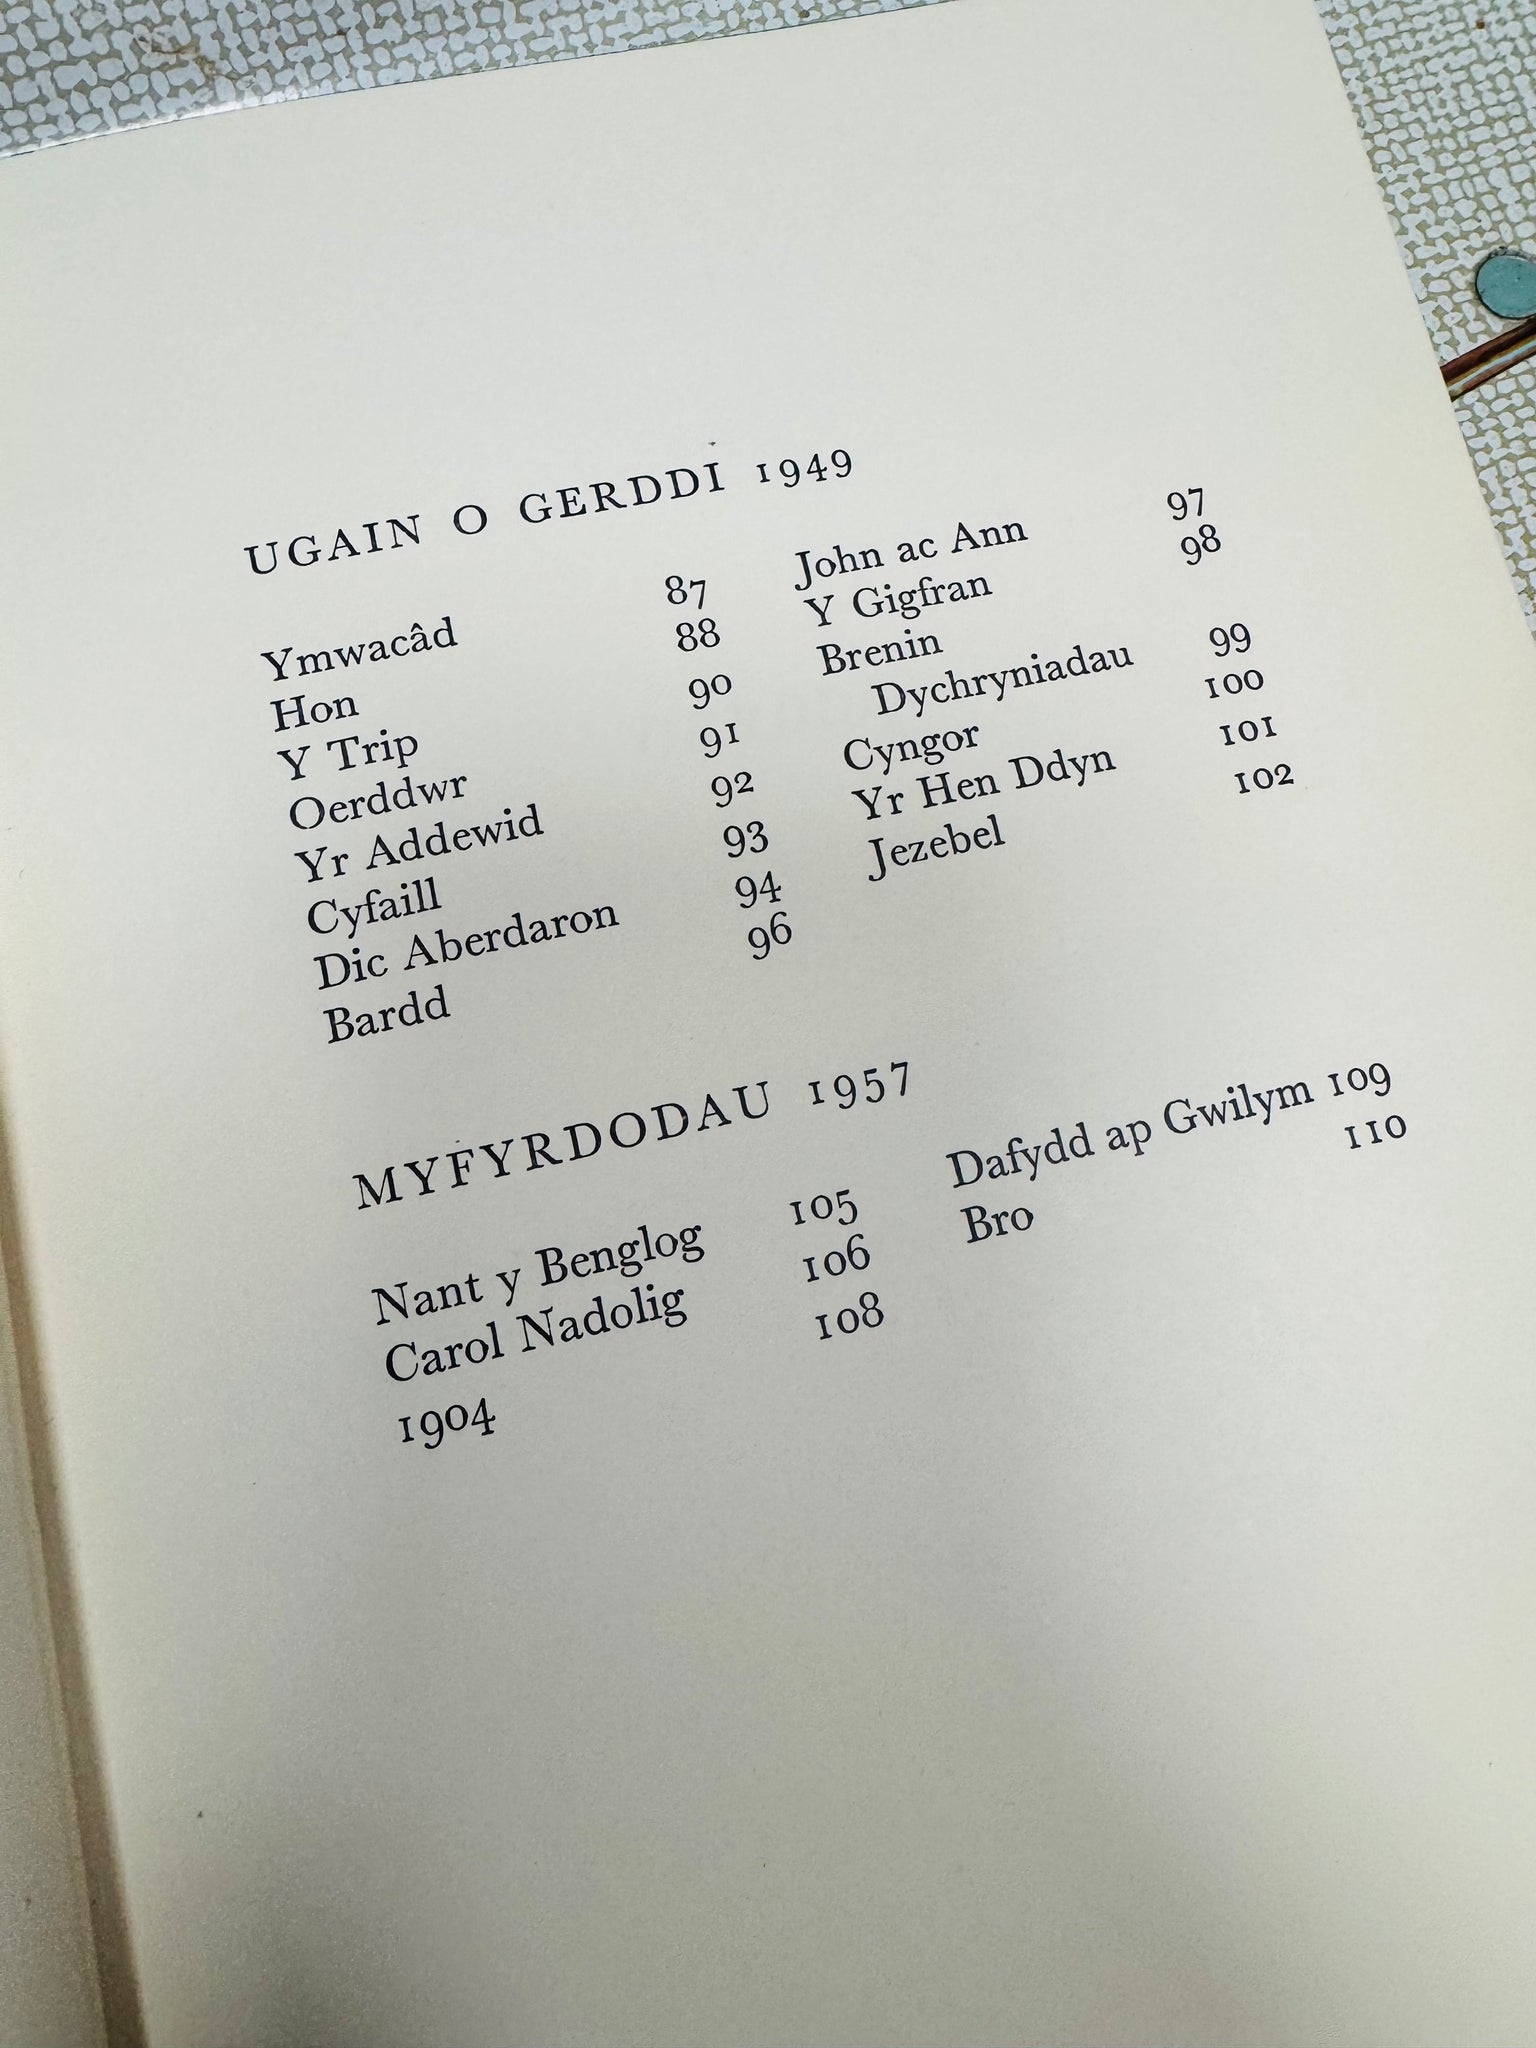 UGAIN O GERDDI 1949
Ymwacâd 87
Hon 88
Y Trip 90
Oerddwr 91
Yr Addewid 92
Cyfaill 93
Dic Aberdaron 94
Bardd 96
John ac Ann 97
Y Gigfran 98
Brenin
Dychryniadau 99
Cyngor 100
Yr Hen Ddyn 101
Jezebel 102
MYFYRDODAU 1957
Nant y Benglog 105
Carol Nadolig 106
1904 108
Dafydd ap Gwilym 109
Bro 110